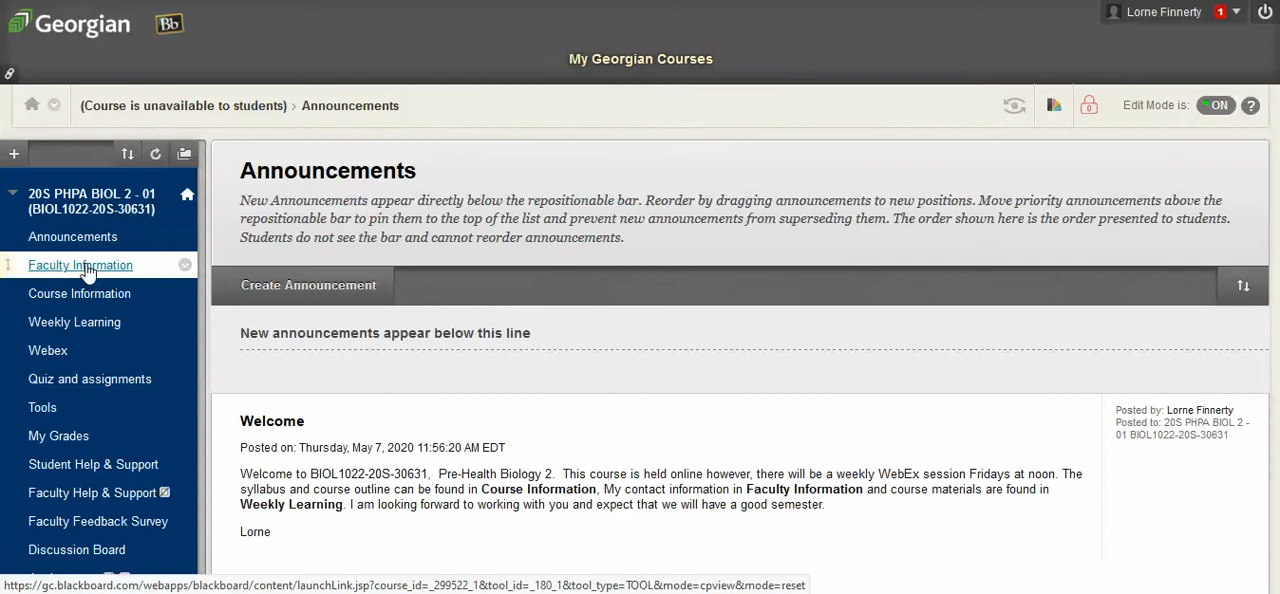 Georgian
Bb
Lorne Finnerty 1
My Georgian Courses
(Course is unavailable to students) › Announcements
Edit Mode is: ON ?
20S PHPA BIOL 2 - 01
(BIOL1022-20S-30631)
Announcements
Faculty Information
Course Information
Weekly Learning
Webex
Quiz and assignments
Tools
My Grades
Student Help & Support
Faculty Help & Support
Faculty Feedback Survey
Discussion Board
Announcements
New Announcements appear directly below the repositionable bar. Reorder by dragging announcements to new positions. Move priority announcements above the
repositionable bar to pin them to the top of the list and prevent new announcements from superseding them. The order shown here is the order presented to students.
Students do not see the bar and cannot reorder announcements.
Create Announcement
New announcements appear below this line
Welcome
Posted on: Thursday, May 7, 2020 11:56:20 AM EDT
Welcome to BIOL1022-20S-30631, Pre-Health Biology 2. This course is held online however, there will be a weekly WebEx session Fridays at noon. The
syllabus and course outline can be found in Course Information, My contact information in Faculty Information and course materials are found in
Weekly Learning. I am looking forward to working with you and expect that we will have a good semester.
Lorne
Posted by: Lorne Finnerty
Posted to: 20S PHPA BIOL 2 -
01 BIOL1022-20S-30631
https://gc.blackboard.com/webapps/blackboard/content/launchLink.jsp?course_id=_299522_1&tool_id=_180_1&tool_type=TOOL&mode=cpview&mode=reset